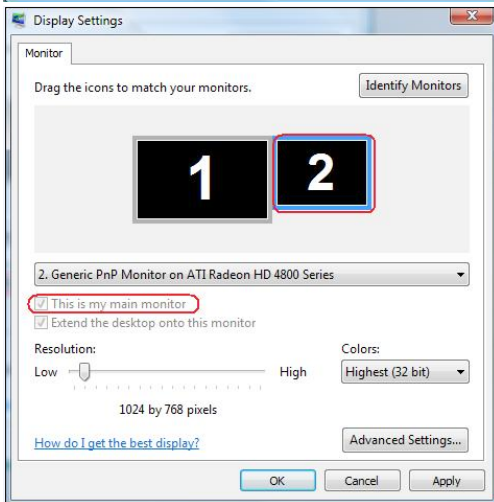 Display Settings
Monitor
Drag the icons to match your monitors.
Identify Monitors
1
2
2. Generic PnP Monitor on ATI Radeon HD 4800 Series
This is my main monitor
Extend the desktop onto this monitor
Resolution:
Colors:
Low
High
Highest (32 bit)
1024 by 768 pixels
How do I get the best display?
Advanced Settings...
OK
Cancel
Apply